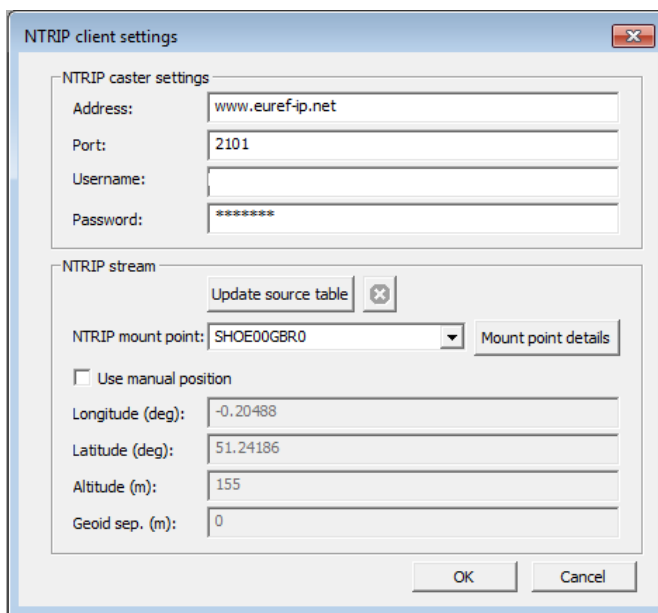 NTRIP client settings
NTRIP caster settings
Address: www.euref-ip.net
Port: 2101
Username:
Password: *******
NTRIP stream
Update source table
NTRIP mount point: SHOE00GBR0 Mount point details
Use manual position
Longitude (deg): -0.20488
Latitude (deg): 51.24186
Altitude (m): 155
Geoid sep. (m): 0
OK Cancel